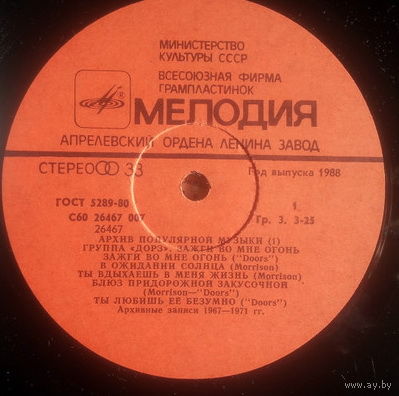 МИНИСТЕРСТВО
КУЛЬТУРЫ СССР
ВСЕСОЮЗНАЯ ФИРМА
ГРАМПЛАСТИНОК
МЕЛОДИЯ
АПРЕЛЕВСКИЙ ОРДЕНА ЛЕНИНА ЗАВОД
СТЕРЕО 33
Год выпуска 1988
ГОСТ 5289-80
С60 26467 007
1
26467
Гр. 3. 3-25
АРХИВ ПОПУЛЯРНОЙ МУЗЫКИ (1)
ГРУППА «ДОРЗ». ЗАЖГИ ВО МНЕ ОГОНЬ
ЗАЖГИ ВО МНЕ ОГОНЬ ("Doors")
В ОЖИДАНИИ СОЛНЦА (Morrison)
ТЫ ВДЫХАЕШЬ В МЕНЯ ЖИЗНЬ (Morrison)
БЛЮЗ ПРИДОРОЖНОЙ ЗАКУСОЧНОЙ
(Morrison—"Doors")
ТЫ ЛЮБИШЬ ЕЕ БЕЗУМНО ("Doors")
Архивные записи 1967—1971 гг.
www.ay.by